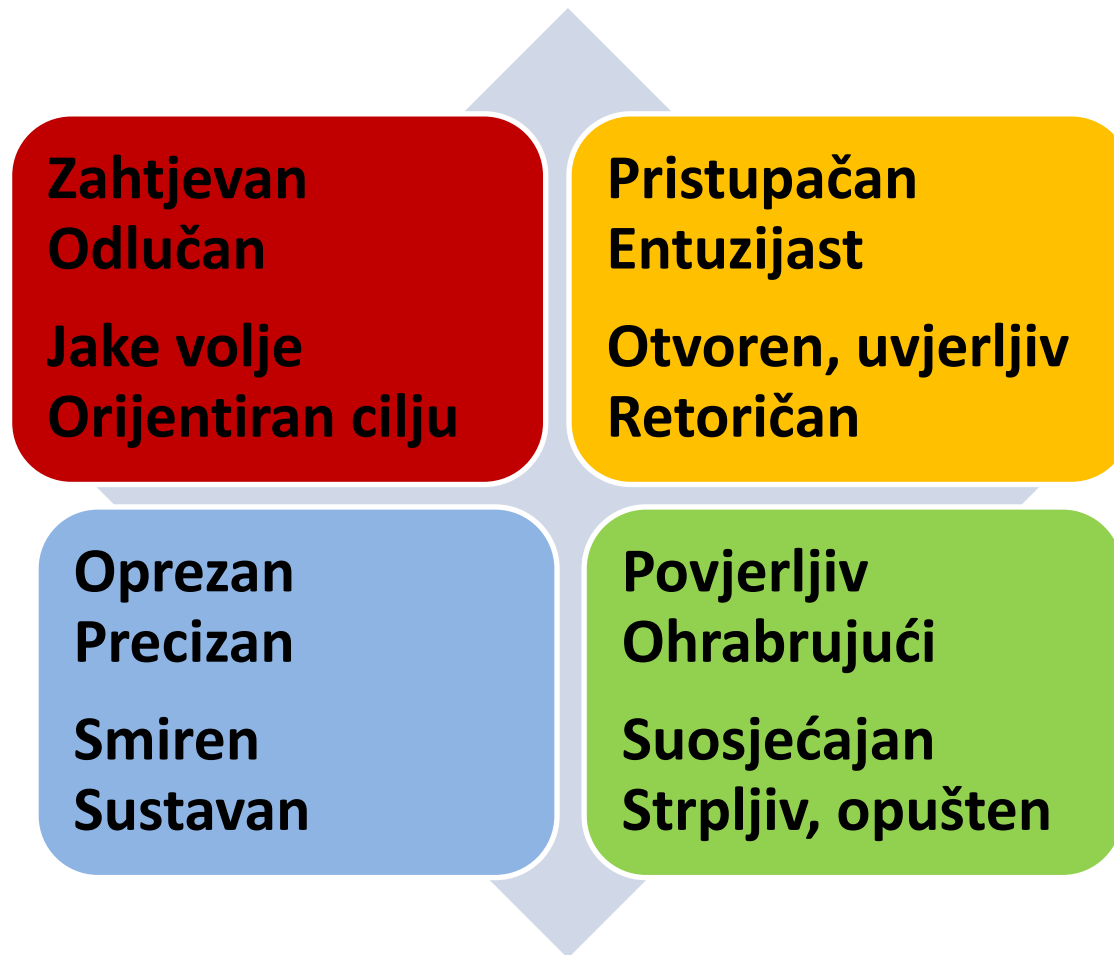 Zahtjevan
Odlučan
Jake volje
Orijentiran cilju
Pristupačan
Entuzijast
Otvoren, uvjerljiv
Retoričan
Oprezan
Precizan
Smiren
Sustavan
Povjerljiv
Ohrabrujući
Suosjećajan
Strpljiv, opušten